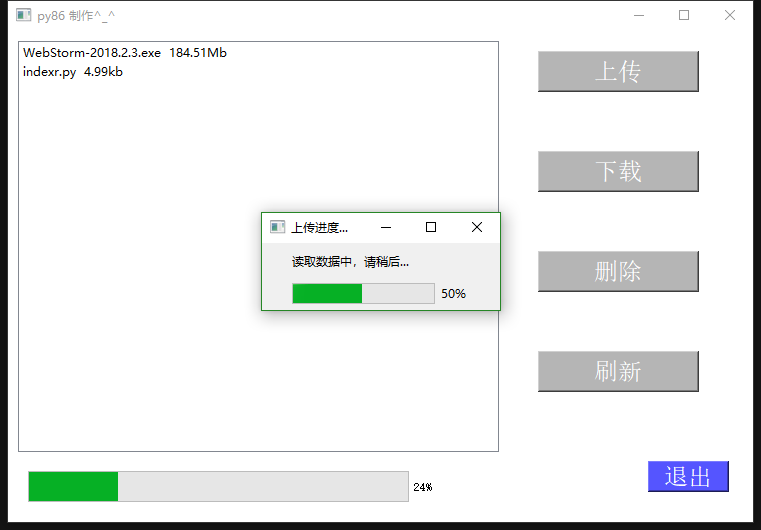 py86 制作^_^
WebStorm-2018.2.3.exe 184.51Mb
indexr.py 4.99kb
上传
下载
上传进度...
读取数据中，请稍后...
50%
删除
刷新
24%
退出